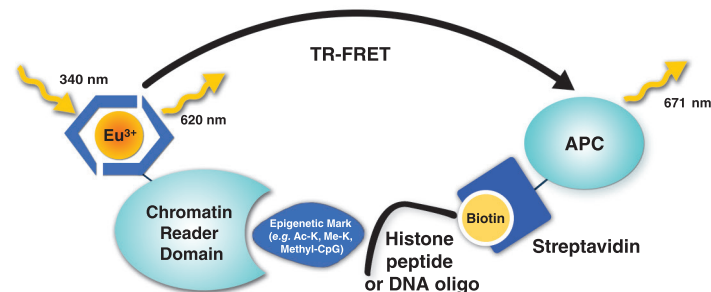 TR-FRET
340 nm
620 nm
671 nm
Eu3+
APC
Chromatin
Reader
Domain
Epigenetic Mark
(e.g. Ac-K, Me-K,
Methyl-CpG)
Histone
peptide
or DNA oligo
Biotin
Streptavidin